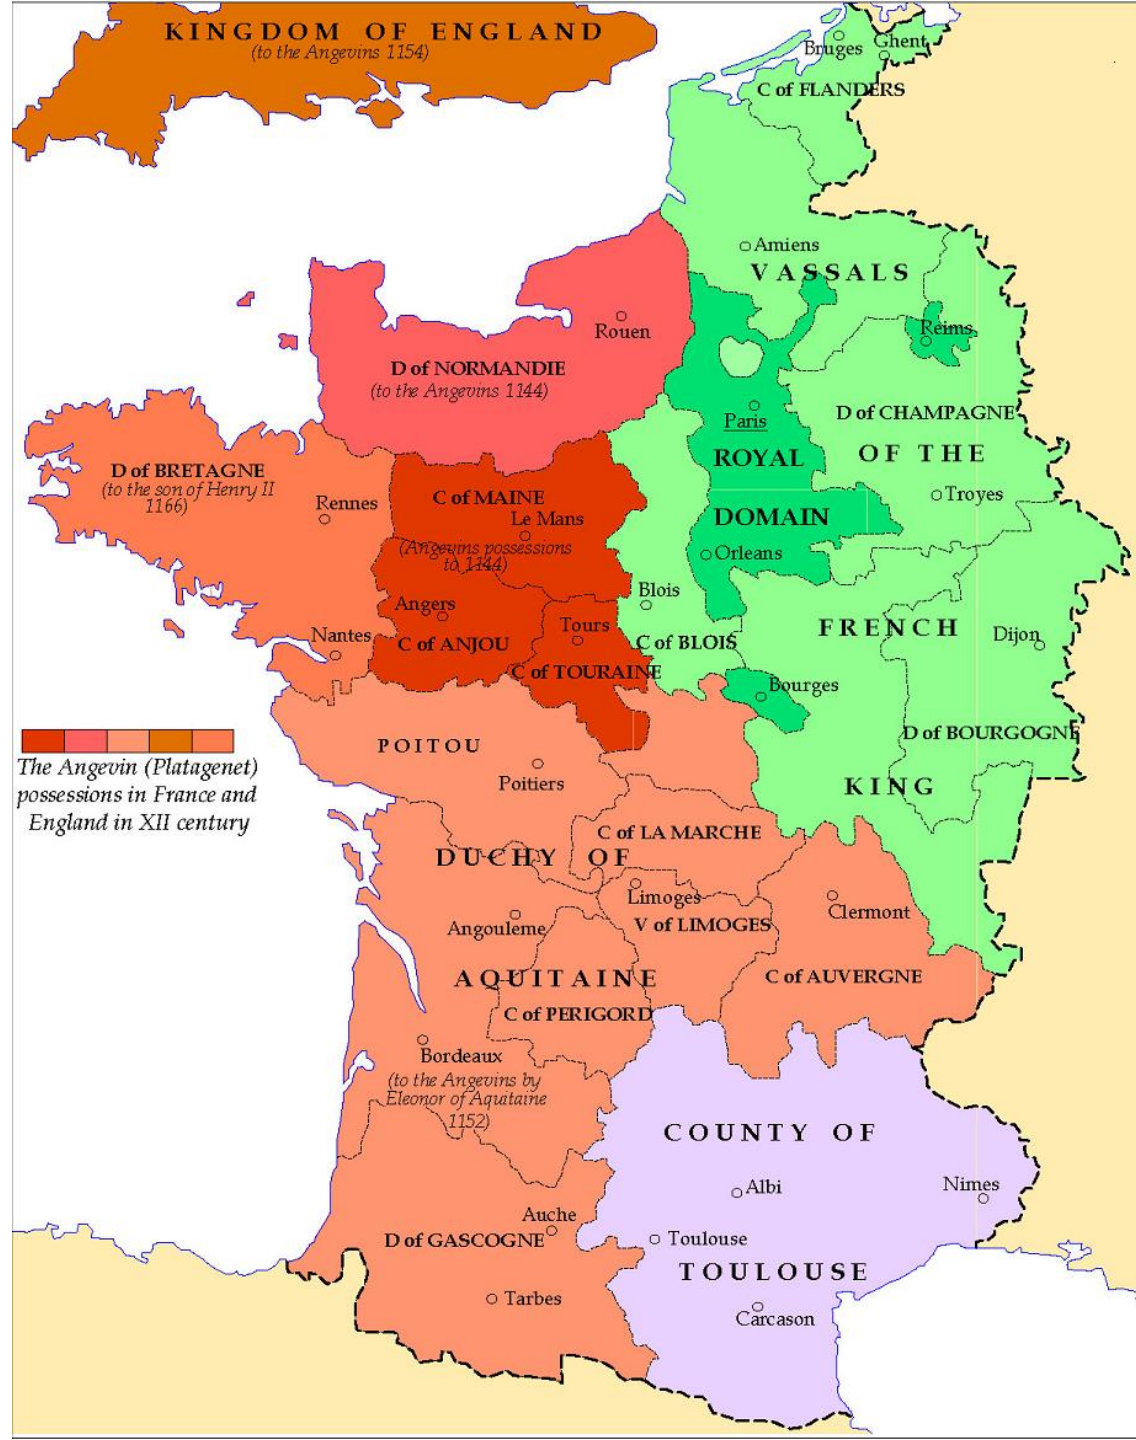 KINGDOM OF ENGLAND
(to the Angevins 1154)
Bruges
Ghent
C of FLANDERS
Amiens
VASSALS
Rouen
Reims
D of NORMANDIE
(to the Angevins 1144)
Paris
D of CHAMPAGNE
ROYAL
OF THE
D of BRETAGNE
(to the son of Henry II
1166)
Rennes
C of MAINE
Le Mans
Troyes
DOMAIN
(Angevins possessions
to 1144)
Orleans
Blois
Angers
Tours
FRENCH
Nantes
C of ANJOU
C of BLOIS
Dijon
C of TOURAINE
Bourges
D of BOURGOGNE
POITOU
Poitiers
KING
The Angevin (Platagenet)
possessions in France and
England in XII century
C of LA MARCHE
DUCHY OF
Limoges
Clermont
Angouleme
V of LIMOGES
AQUITAINE
C of AUVERGNE
C of PERIGORD
Bordeaux
(to the Angevins by
Eleonor of Aquitaine
1152)
COUNTY OF
Albi
Nimes
Auche
D of GASCOGNE
Toulouse
TOULOUSE
Tarbes
Carcason